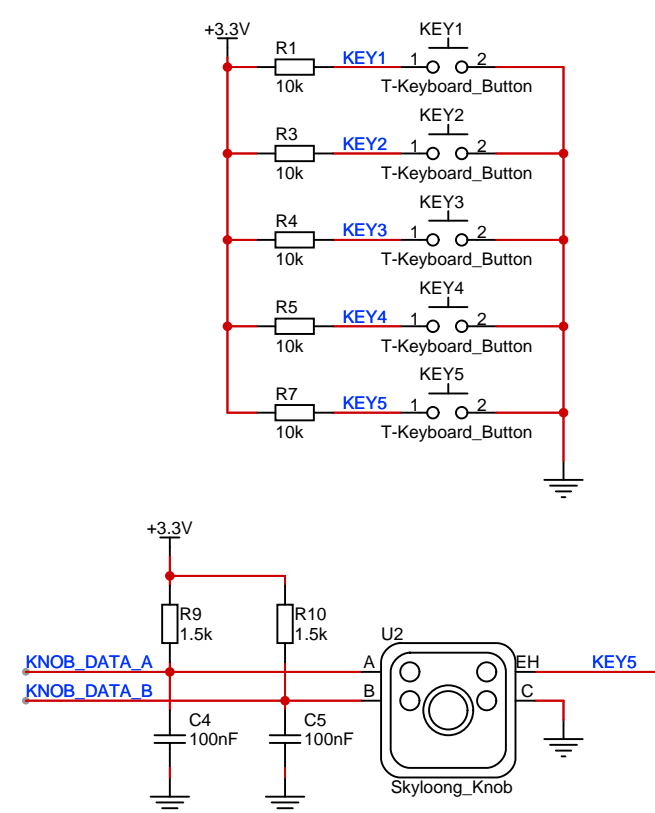 +3.3V
KEY1
R1
KEY1
1
2
10k
T-Keyboard_Button
KEY2
R3
KEY2
1
2
10k
T-Keyboard_Button
KEY3
R4
KEY3
1
2
10k
T-Keyboard_Button
KEY4
R5
KEY4
1
2
10k
T-Keyboard_Button
KEY5
R7
KEY5
1
2
10k
T-Keyboard_Button
+3.3V
R9
1.5k
R10
1.5k
U2
KNOB_DATA_A
A
EH
KEY5
KNOB_DATA_B
B
C
C4
100nF
C5
100nF
Skyloong_Knob